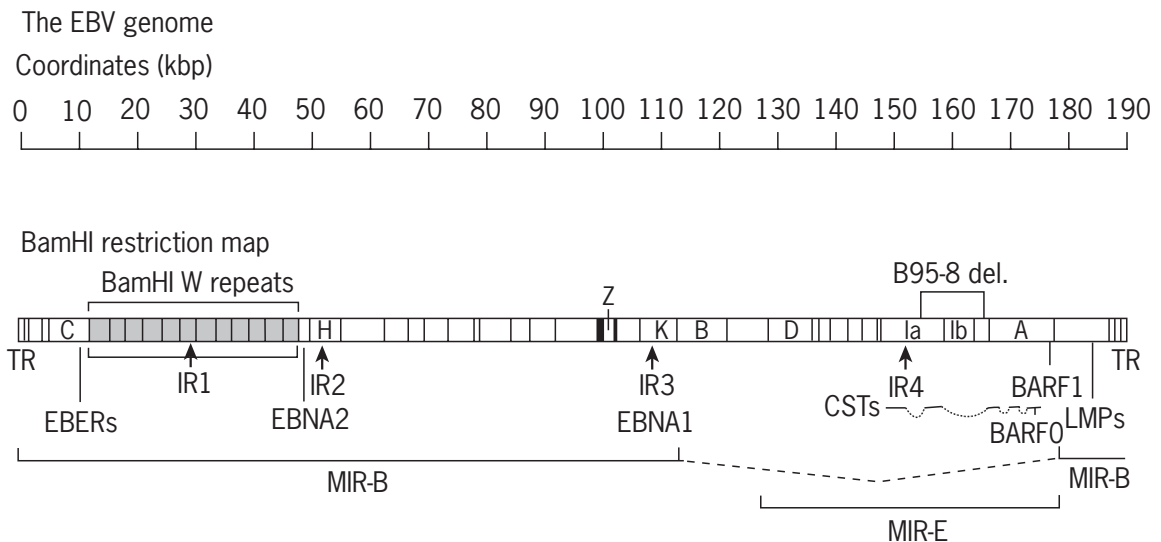 The EBV genome
Coordinates (kbp)
0 10 20 30 40 50 60 70 80 90 100 110 120 130 140 150 160 170 180 190
BamHI restriction map
BamHI W repeats
B95-8 del.
Z
C H K B D Ia Ib A
TR IR1 IR2 IR3 IR4 BARF1 TR
EBERs EBNA2 EBNA1 CSTs BARF0 LMPs
MIR-B MIR-B
MIR-E